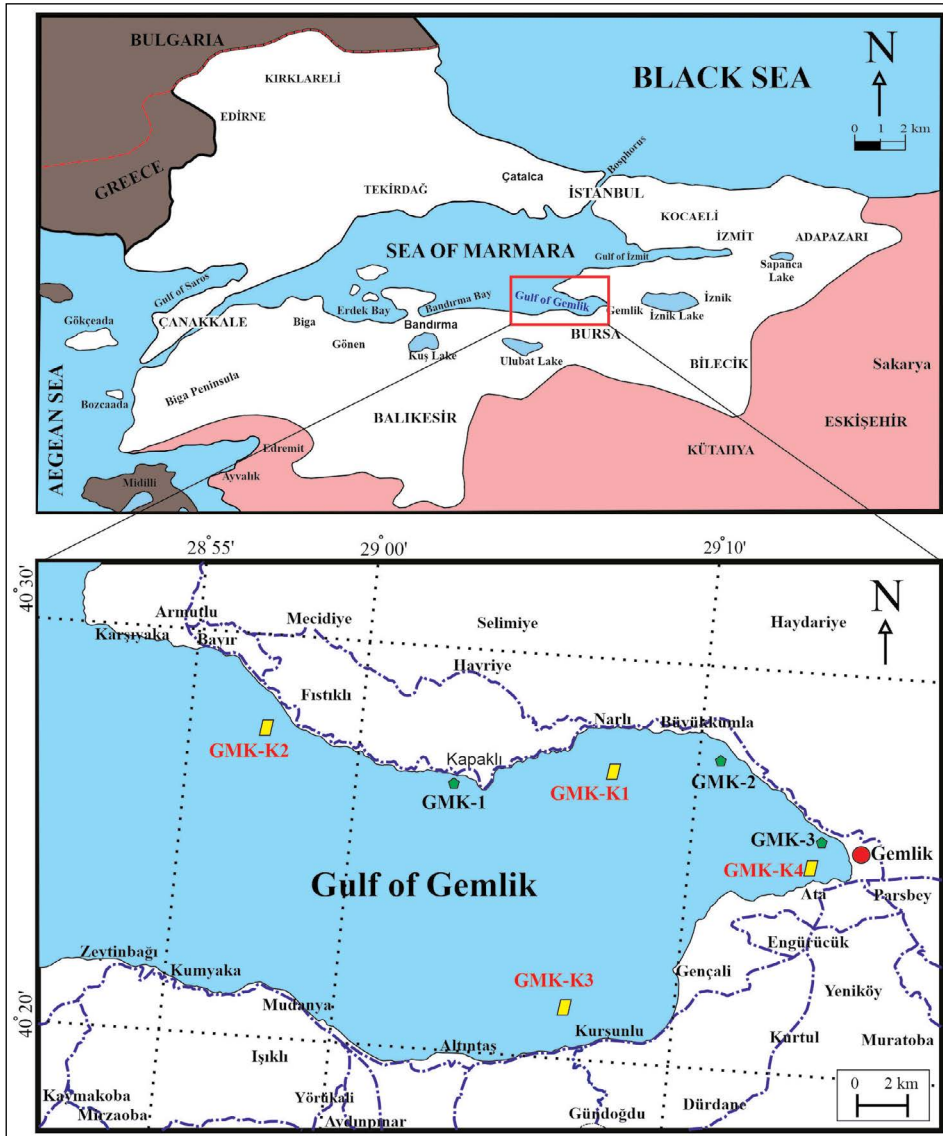 BULGARIA
KIRKLARELİ
EDİRNE
GREECE
BLACK SEA
N
0 1 2 km
Bosphorus
Çatalca
İSTANBUL
TEKİRDAĞ
KOCAELİ
İZMİT
ADAPAZARI
SEA OF MARMARA
Gulf of İzmit
Sapanca
Lake
Gulf of Saros
Gökçeada
ÇANAKKALE
Biga
Erdek Bay
Bandırma Bay
Gulf of Gemlik
Gemlik
İznik
İznik Lake
Bandırma
Gönen
Kuş Lake
Ulubat Lake
BURSA
BİLECİK
Sakarya
Bozcaada
Biga Peninsula
BALIKESİR
ESKİŞEHİR
AEGEAN SEA
Edremit
KÜTAHYA
Ayvalık
Midilli
28°55'
29°00'
29°10'
40°30'
N
Armutlu
Karşıyaka
Bayır
Mecidiye
Selimiye
Haydariye
Hayriye
Fıstıklı
Narlı
Büyükkumla
GMK-K2
Kapaklı
GMK-1
GMK-K1
GMK-2
GMK-3
Gemlik
GMK-K4
Ata
Parsbey
Gulf of Gemlik
Engürücük
Zeytinbağı
Kumyaka
GMK-K3
Gençali
Yeniköy
40°20'
Mudanya
Kurşunlu
Altıntaş
Kurtul
Muratoba
Işıklı
Kaymakoba
Mirzaoba
Yörükali
Aydınpınar
Gündoğdu
Dürdane
0 2 km